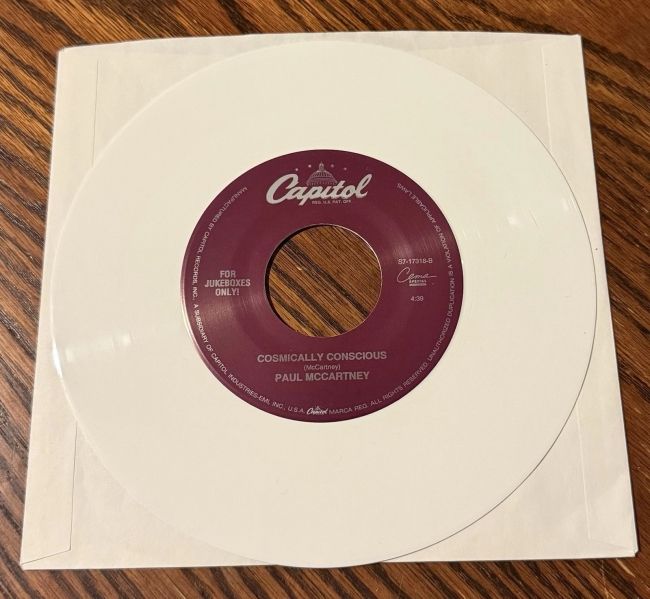 Capitol
REG. U.S. PAT. OFF.
FOR
JUKEBOXES
ONLY!
S7-17318-B
Cema
SPECIAL
4:39
COSMICALLY CONSCIOUS
(McCartney)
PAUL MCCARTNEY
MANUFACTURED BY CAPITOL RECORDS, INC., A SUBSIDIARY OF CAPITOL INDUSTRIES-EMI, INC., U.S.A. Capitol MARCA REG. ALL RIGHTS RESERVED. UNAUTHORIZED DUPLICATION IS A VIOLATION OF APPLICABLE LAWS.